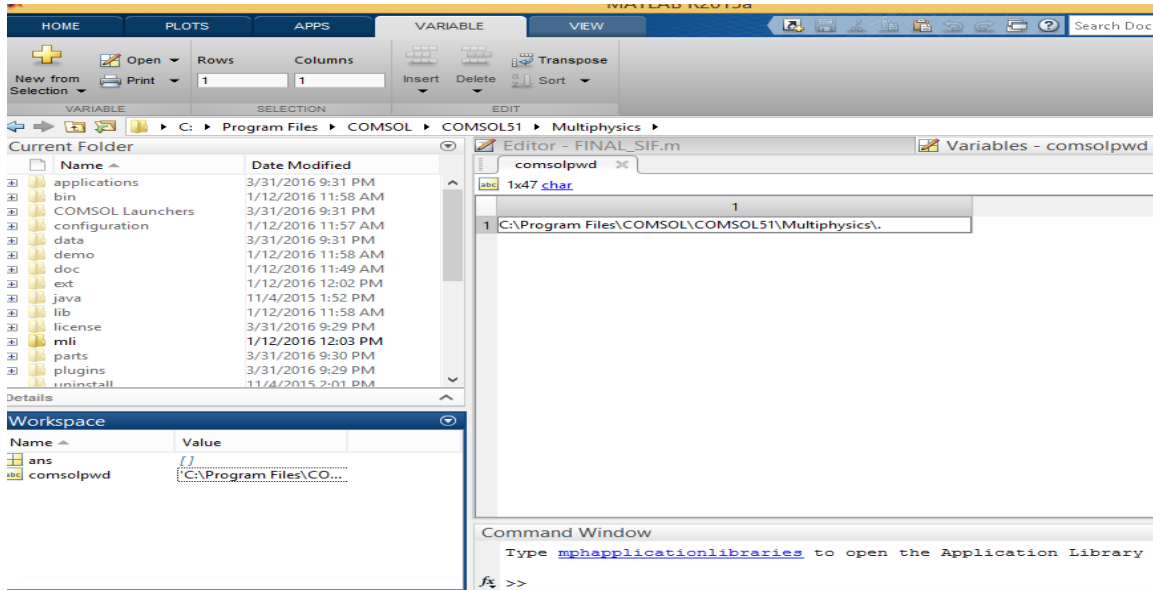 MATLAB R2015a
HOME PLOTS APPS VARIABLE VIEW Search Doc
New from Selection Open Print Rows Columns Insert Delete Transpose Sort
1 1
VARIABLE SELECTION EDIT
C: Program Files COMSOL COMSOL51 Multiphysics
Current Folder
Name Date Modified
applications 3/31/2016 9:31 PM
bin 1/12/2016 11:58 AM
COMSOL Launchers 3/31/2016 9:31 PM
configuration 1/12/2016 11:57 AM
data 3/31/2016 9:31 PM
demo 1/12/2016 11:58 AM
doc 1/12/2016 11:49 AM
ext 1/12/2016 12:02 PM
java 11/4/2015 1:52 PM
lib 1/12/2016 11:58 AM
license 3/31/2016 9:29 PM
mli 1/12/2016 12:03 PM
parts 3/31/2016 9:30 PM
plugins 3/31/2016 9:29 PM
uninstall 11/4/2015 2:01 PM
Details
Workspace
Name Value
ans []
abc comsolpwd 'C:\Program Files\CO...
Editor - FINAL_SIF.m Variables - comsolpwd
comsolpwd
abc 1x47 char
1
1 C:\Program Files\COMSOL\COMSOL51\Multiphysics\.
Command Window
Type mphapplicationlibraries to open the Application Library
fx >>